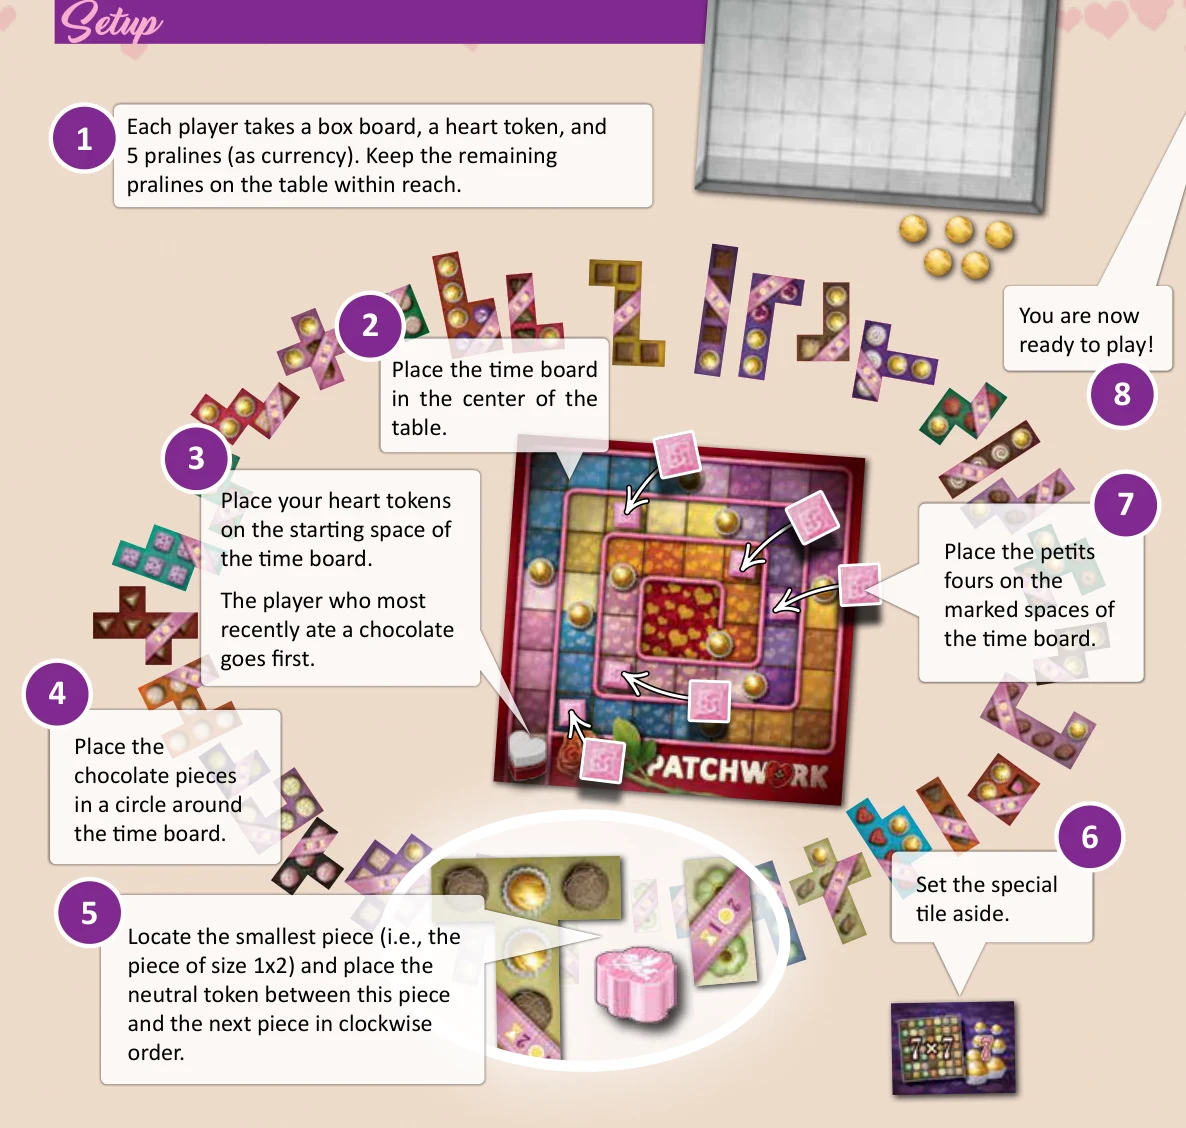 Setup
1
Each player takes a box board, a heart token, and
5 pralines (as currency). Keep the remaining
pralines on the table within reach.
2
Place the time board
in the center of the
table.
3
Place your heart tokens
on the starting space of
the time board.
The player who most
recently ate a chocolate
goes first.
4
Place the
chocolate pieces
in a circle around
the time board.
5
Locate the smallest piece (i.e., the
piece of size 1x2) and place the
neutral token between this piece
and the next piece in clockwise
order.
6
Set the special
tile aside.
7
Place the petits
fours on the
marked spaces of
the time board.
You are now
ready to play!
8
PATCHWORK
2
2 1
7×7 7